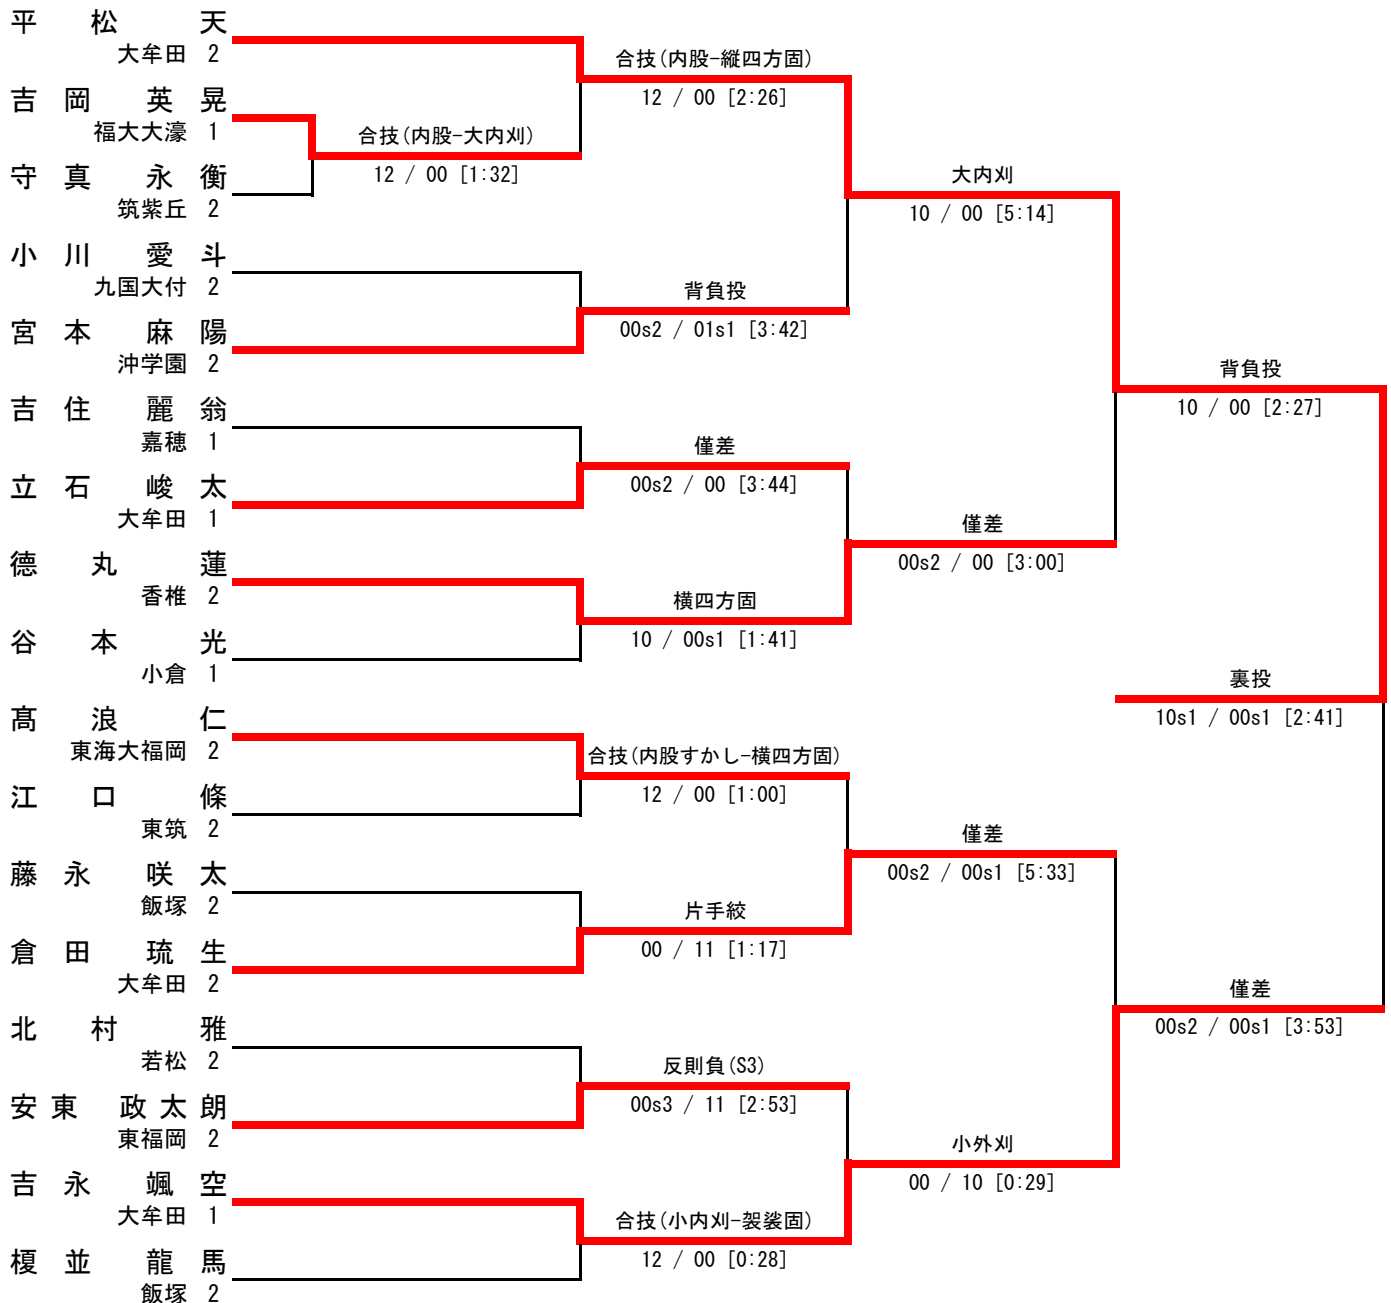 平松天
大牟田 2
吉岡英晃
福大大濠 1
守真永衡
筑紫丘 2
小川愛斗
九国大付 2
宮本麻陽
沖学園 2
吉住麗翁
嘉穂 1
立石峻太
大牟田 1
德丸蓮
香椎 2
谷本光
小倉 1
髙浪仁
東海大福岡 2
江口條
東筑 2
藤永咲太
飯塚 2
倉田琉生
大牟田 2
北村雅
若松 2
安東政太朗
東福岡 2
吉永颯空
大牟田 1
榎並龍馬
飯塚 2
合技(内股-大内刈)
12 / 00 [1:32]
合技(内股-縦四方固)
12 / 00 [2:26]
背負投
00s2 / 01s1 [3:42]
僅差
00s2 / 00 [3:44]
横四方固
10 / 00s1 [1:41]
合技(内股すかし-横四方固)
12 / 00 [1:00]
片手絞
00 / 11 [1:17]
反則負(S3)
00s3 / 11 [2:53]
合技(小内刈-袈裟固)
12 / 00 [0:28]
大内刈
10 / 00 [5:14]
僅差
00s2 / 00 [3:00]
僅差
00s2 / 00s1 [5:33]
小外刈
00 / 10 [0:29]
背負投
10 / 00 [2:27]
裏投
10s1 / 00s1 [2:41]
僅差
00s2 / 00s1 [3:53]